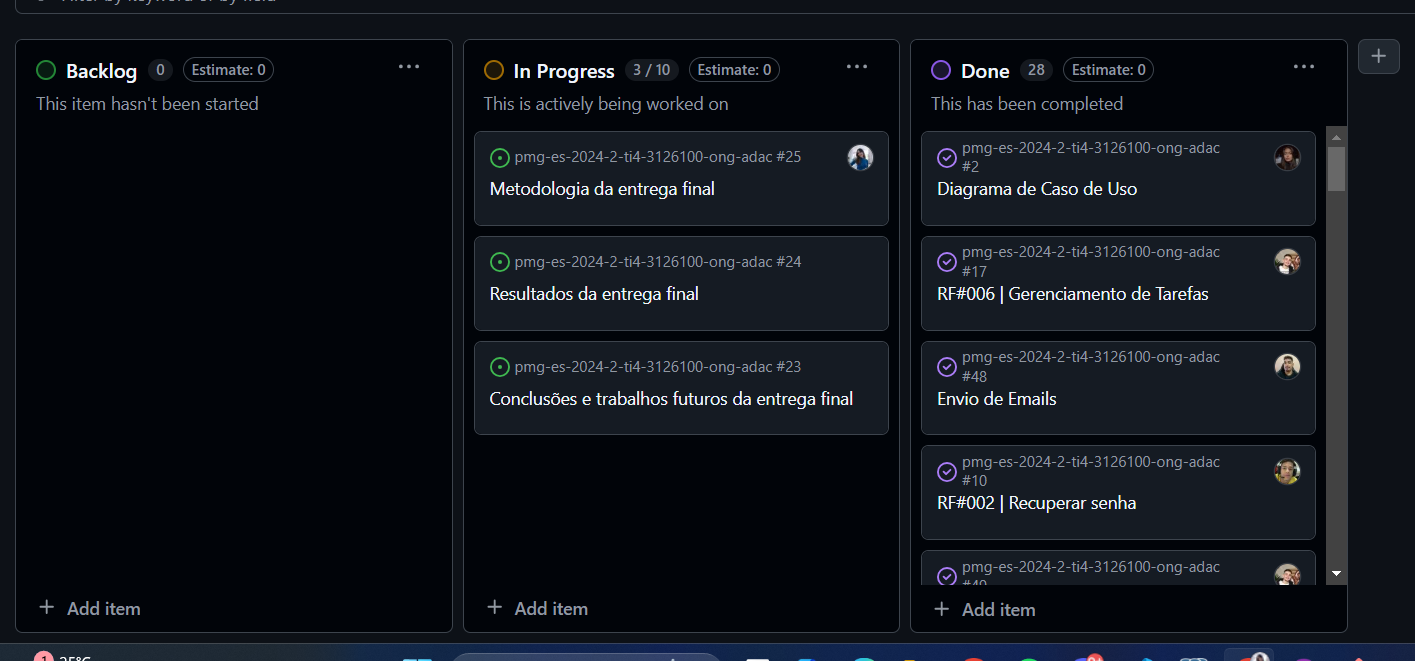 Filter by keyword or by field
Backlog 0 Estimate: 0
This item hasn't been started
Add item
In Progress 3 / 10 Estimate: 0
This is actively being worked on
pmg-es-2024-2-ti4-3126100-ong-adac #25
Metodologia da entrega final
pmg-es-2024-2-ti4-3126100-ong-adac #24
Resultados da entrega final
pmg-es-2024-2-ti4-3126100-ong-adac #23
Conclusões e trabalhos futuros da entrega final
Add item
Done 28 Estimate: 0
This has been completed
pmg-es-2024-2-ti4-3126100-ong-adac
#2
Diagrama de Caso de Uso
pmg-es-2024-2-ti4-3126100-ong-adac
#17
RF#006 | Gerenciamento de Tarefas
pmg-es-2024-2-ti4-3126100-ong-adac
#48
Envio de Emails
pmg-es-2024-2-ti4-3126100-ong-adac
#10
RF#002 | Recuperar senha
pmg-es-2024-2-ti4-3126100-ong-adac
#49
Add item
1 25°C